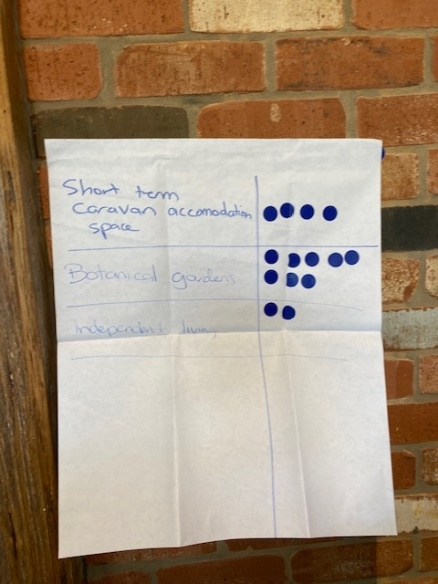 Short term
caravan accomodation
space
Botanical gardens
Independent living